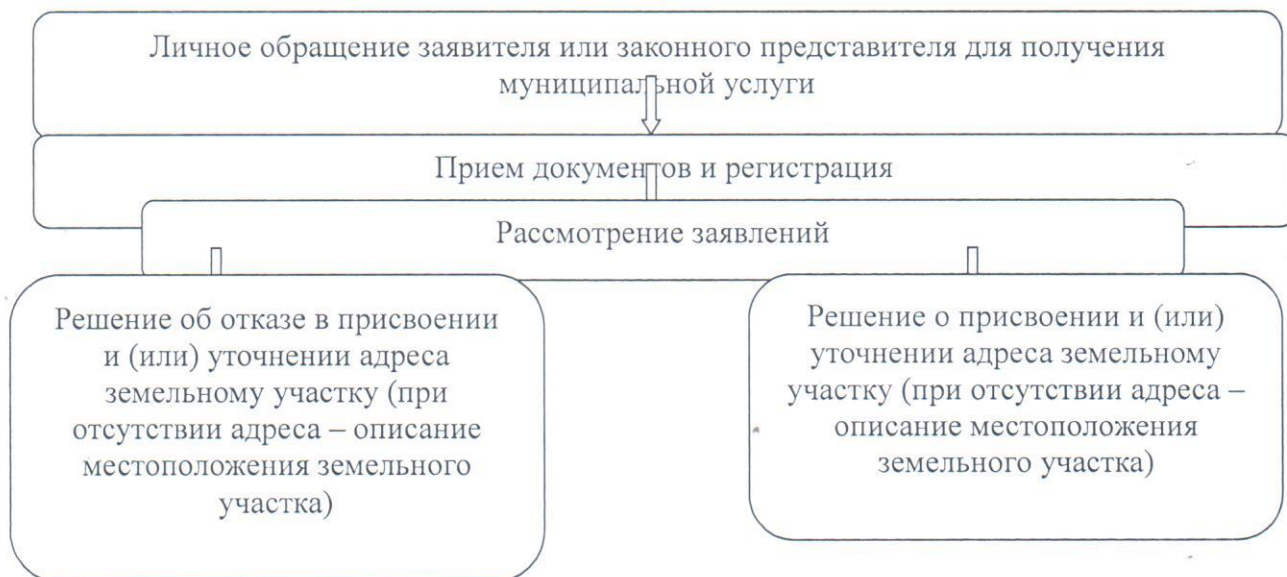 Личное обращение заявителя или законного представителя для получения
муниципальной услуги
Прием документов и регистрация
Рассмотрение заявлений
Решение об отказе в присвоении
и (или) уточнении адреса
земельному участку (при
отсутствии адреса – описание
местоположения земельного
участка)
Решение о присвоении и (или)
уточнении адреса земельному
участку (при отсутствии адреса –
описание местоположения
земельного участка)